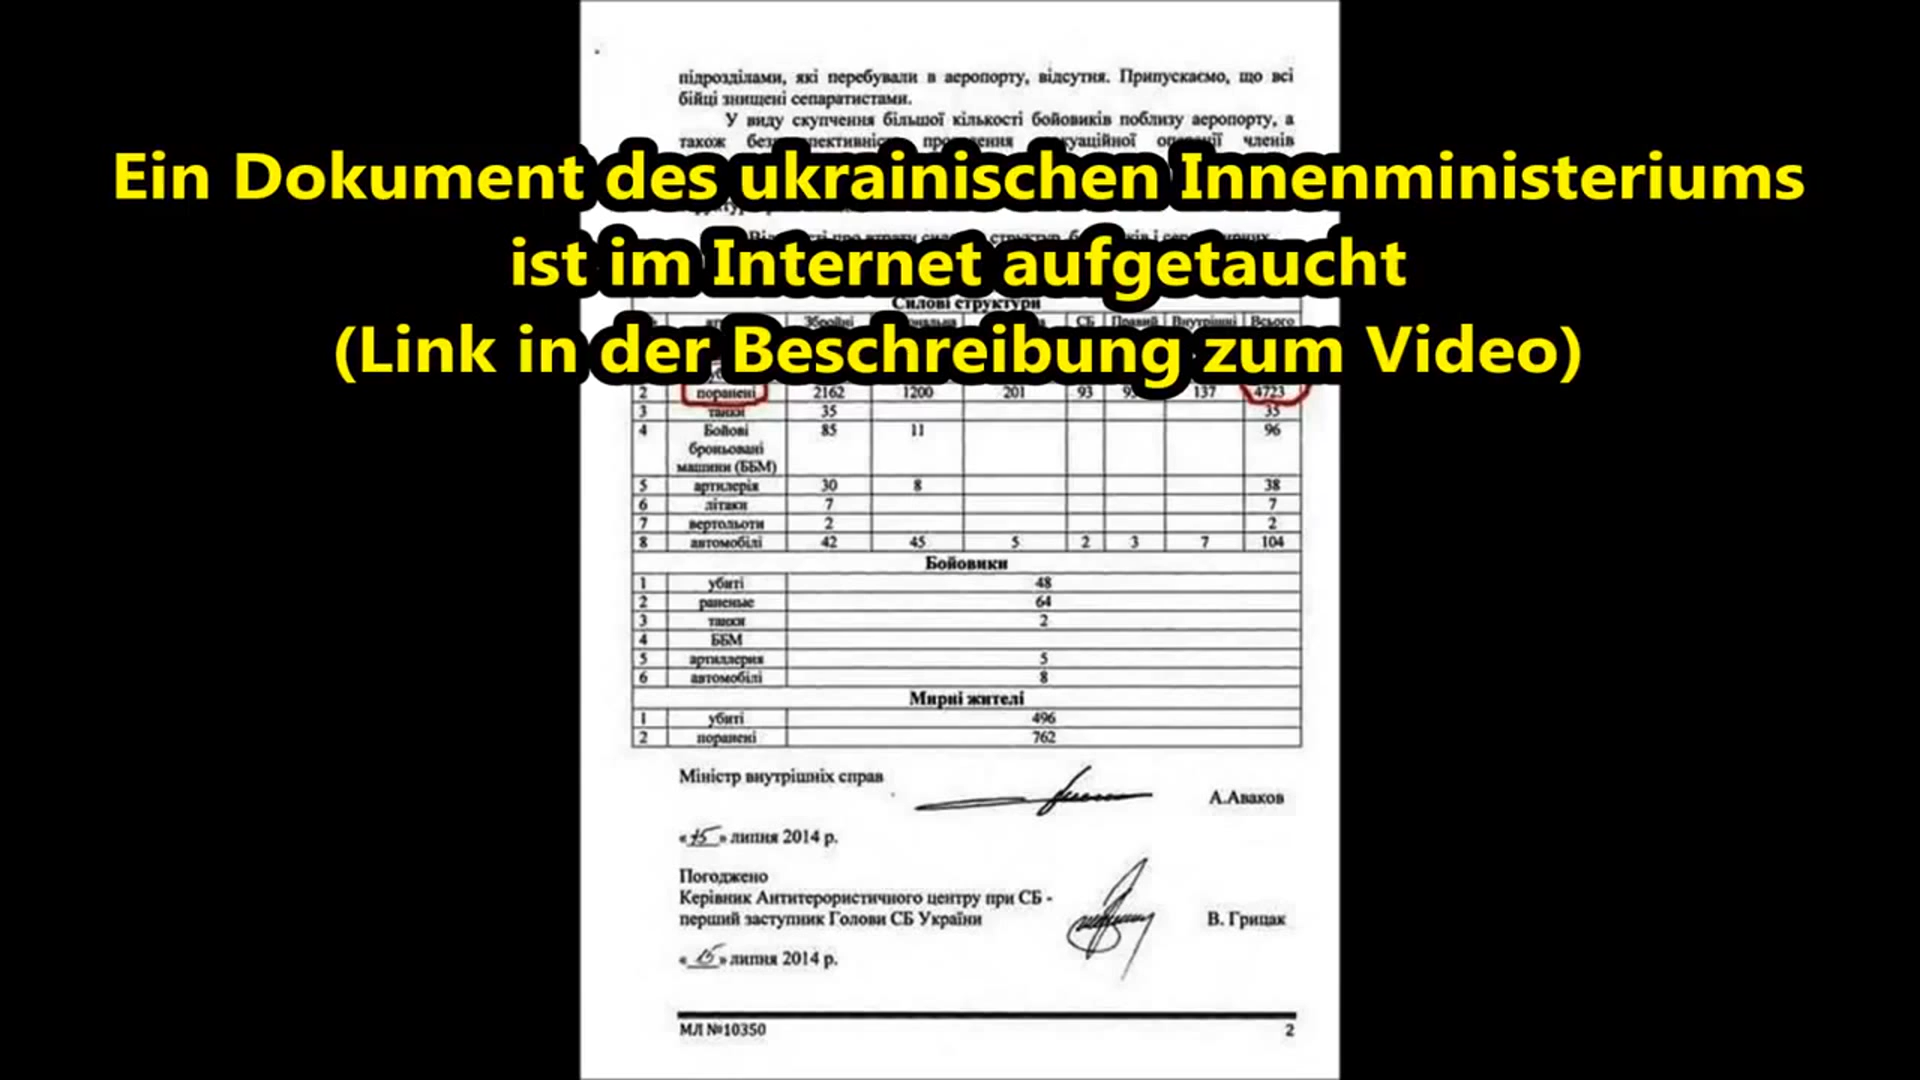 підрозділами, які перебували в аеропорту, відсутня. Припускаємо, що всі
бійці знищені сепаратистами.
У виду скупчення більшої кількості бойовиків поблизу аеропорту, а
також
членів
Ein Dokument des ukrainischen Innenministeriums
ist im Internet aufgetaucht
Силові структури
Збройні СБ Правий Внутрішні Всього
(Link in der Beschreibung zum Video)
2 поранені 2162 1200 201 93 137 4723
3 танки 35 35
4 Бойові 85 11 96
броньовані
машини (ББМ)
5 артилерія 30 8 38
6 літаки 7 7
7 вертольоти 2 2
8 автомобілі 42 45 5 2 3 7 104
Бойовики
1 убиті 48
2 раненые 64
3 танки 2
4 ББМ
5 артиллерия 5
6 автомобілі 8
Мирні жителі
1 убиті 496
2 поранені 762
Міністр внутрішніх справ А.Аваков
«15» липня 2014 р.
Погоджено
Керівник Антитерористичного центру при СБ -
перший заступник Голови СБ України В. Грицак
«15» липня 2014 р.
МЛ №10350 2